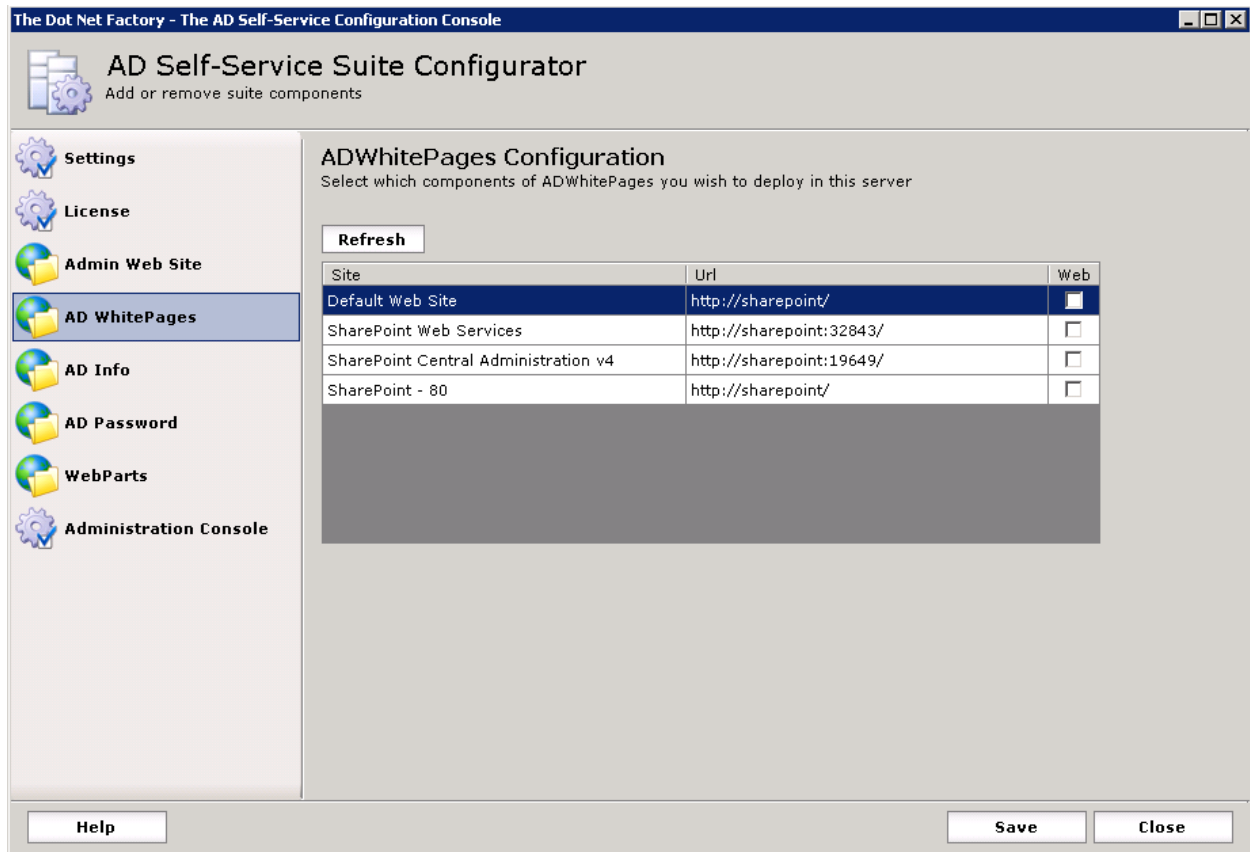 The Dot Net Factory - The AD Self-Service Configuration Console
AD Self-Service Suite Configurator
Add or remove suite components
Settings
License
Admin Web Site
AD WhitePages
AD Info
AD Password
WebParts
Administration Console
ADWhitePages Configuration
Select which components of ADWhitePages you wish to deploy in this server
Refresh
Site Url Web
Default Web Site http://sharepoint/
SharePoint Web Services http://sharepoint:32843/
SharePoint Central Administration v4 http://sharepoint:19649/
SharePoint - 80 http://sharepoint/
Help Save Close